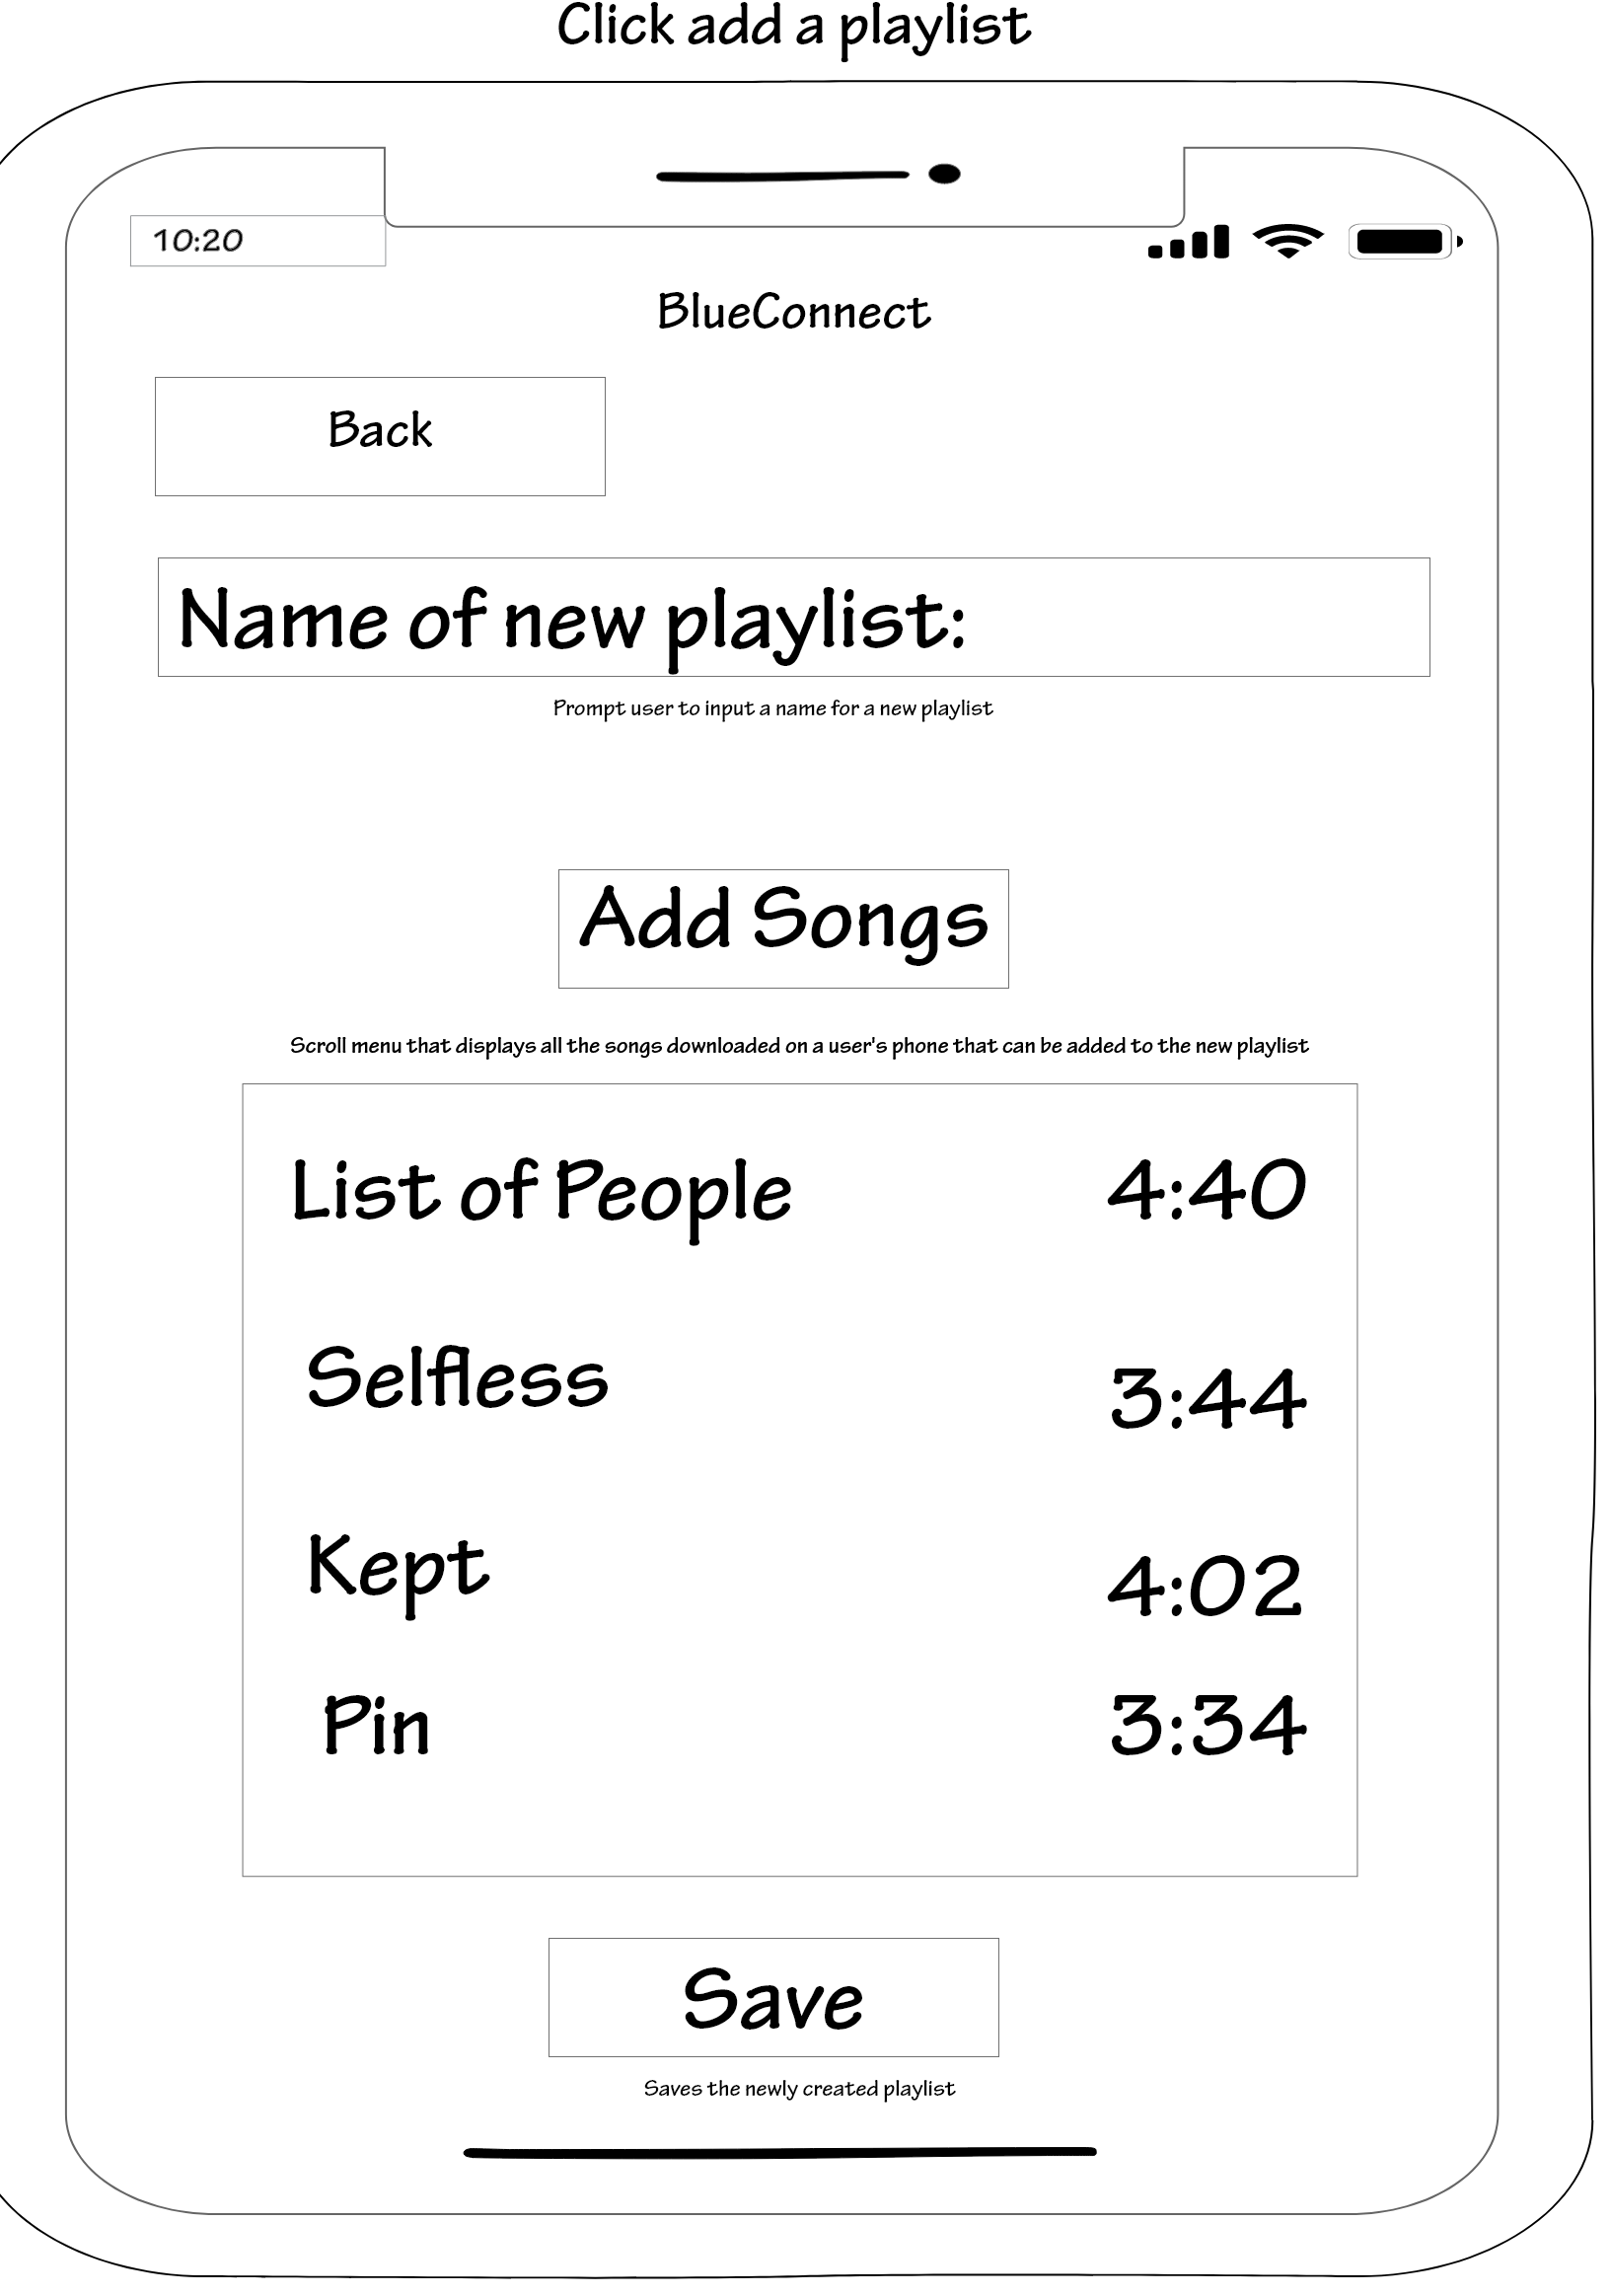 Click add a playlist
10:20
BlueConnect
Back
Name of new playlist:
Prompt user to input a name for a new playlist
Add Songs
Scroll menu that displays all the songs downloaded on a user's phone that can be added to the new playlist
List of People 4:40
Selfless 3:44
Kept 4:02
Pin 3:34
Save
Saves the newly created playlist